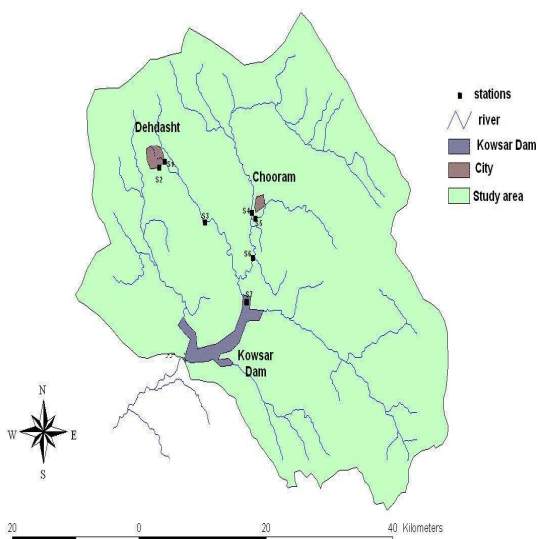 stations
river
Kowsar Dam
City
Study area
Dehdasht
S1
S2
Chooram
S4
S5
S3
S6
S7
Kowsar
Dam
N
W E
S
20 0 20 40 Kilometers